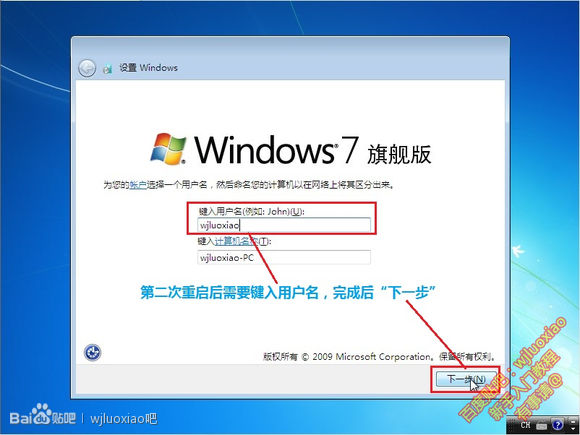 设置 Windows
Windows 7 旗舰版
为您的帐户选择一个用户名，然后命名您的计算机以在网络上将其区分出来。
键入用户名(例如: John)(U):
wjluoxiao
键入计算机名称(T):
wjluoxiao-PC
第二次重启后需要键入用户名，完成后“下一步”
版权所有 © 2009 Microsoft Corporation。保留所有权利。
下一步(N)
百度贴吧：wjluoxiao
新手入门教程
有事请@
Bai du 贴吧 | wjluoxiao吧
CH